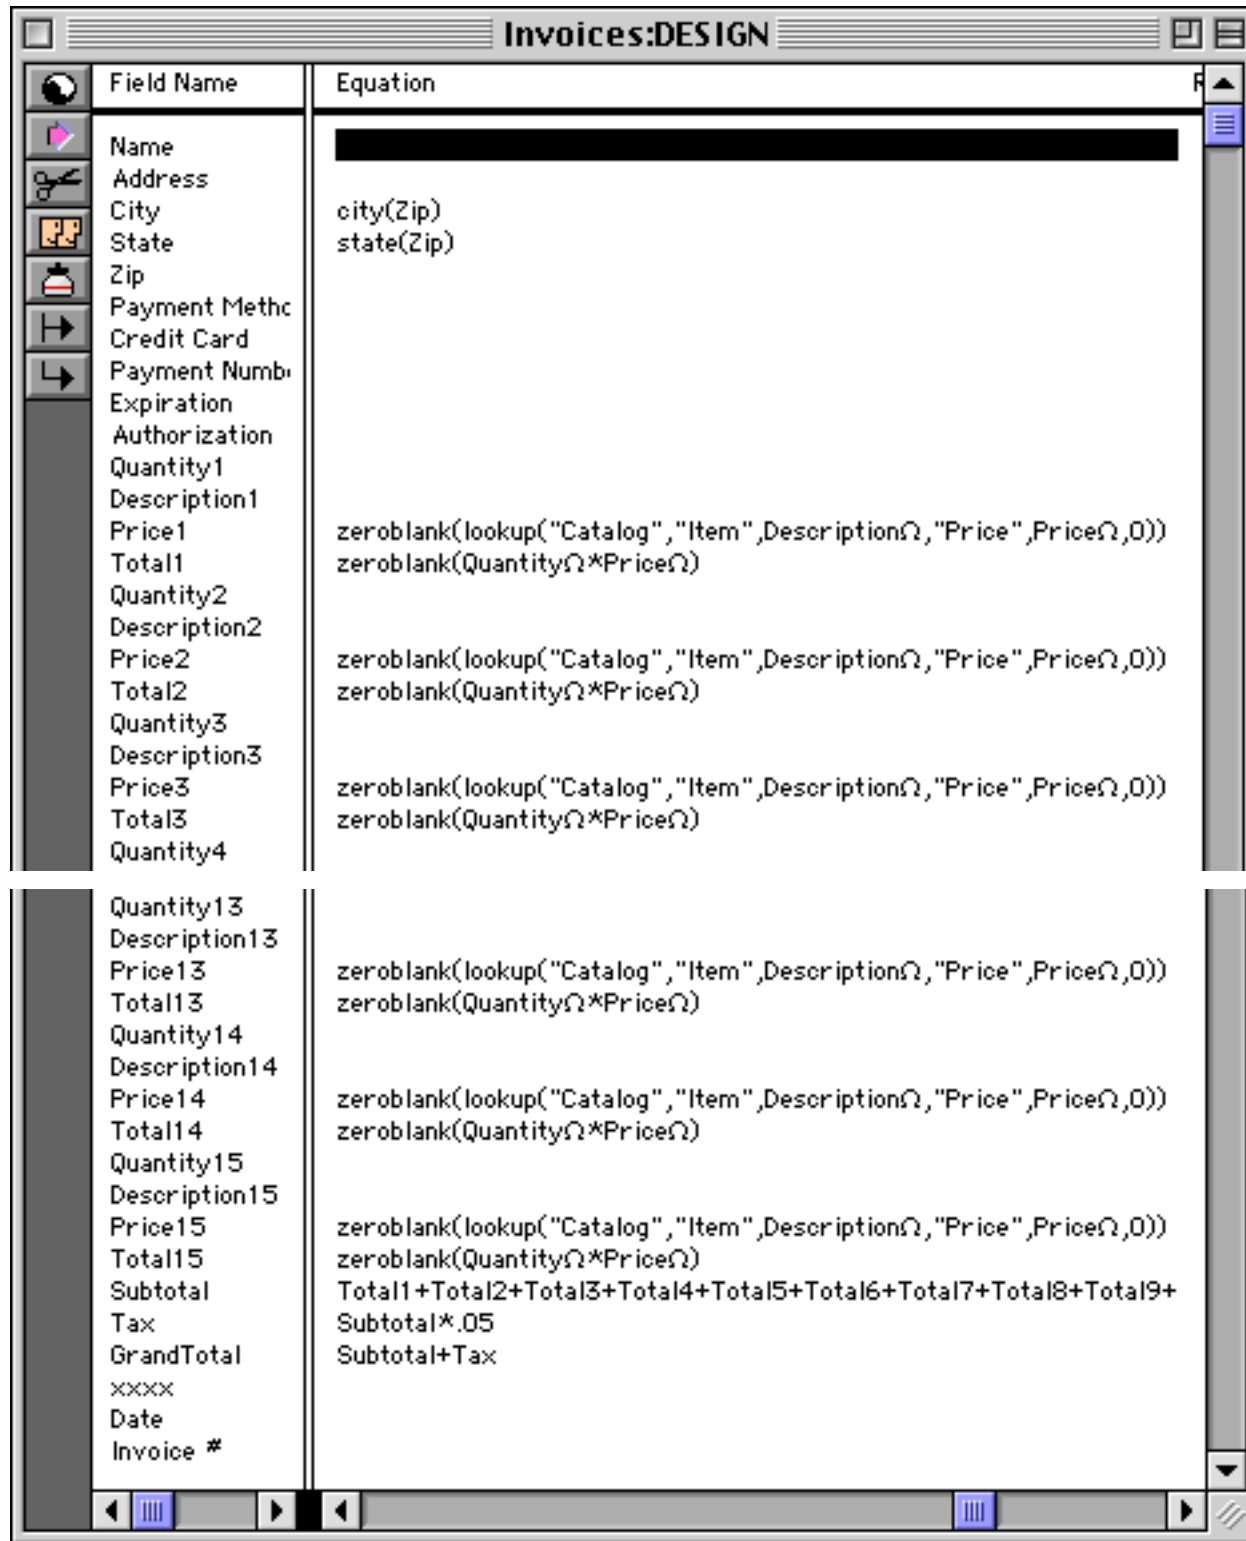 Invoices:DESIGN
Field Name Equation R
Name
Address
City city(Zip)
State state(Zip)
Zip
Payment Metho
Credit Card
Payment Numb
Expiration
Authorization
Quantity1
Description1
Price1 zeroblank(lookup("Catalog","Item",DescriptionΩ,"Price",PriceΩ,0))
Total1 zeroblank(QuantityΩ*PriceΩ)
Quantity2
Description2
Price2 zeroblank(lookup("Catalog","Item",DescriptionΩ,"Price",PriceΩ,0))
Total2 zeroblank(QuantityΩ*PriceΩ)
Quantity3
Description3
Price3 zeroblank(lookup("Catalog","Item",DescriptionΩ,"Price",PriceΩ,0))
Total3 zeroblank(QuantityΩ*PriceΩ)
Quantity4
Quantity13
Description13
Price13 zeroblank(lookup("Catalog","Item",DescriptionΩ,"Price",PriceΩ,0))
Total13 zeroblank(QuantityΩ*PriceΩ)
Quantity14
Description14
Price14 zeroblank(lookup("Catalog","Item",DescriptionΩ,"Price",PriceΩ,0))
Total14 zeroblank(QuantityΩ*PriceΩ)
Quantity15
Description15
Price15 zeroblank(lookup("Catalog","Item",DescriptionΩ,"Price",PriceΩ,0))
Total15 zeroblank(QuantityΩ*PriceΩ)
Subtotal Total1+Total2+Total3+Total4+Total5+Total6+Total7+Total8+Total9+
Tax Subtotal*.05
GrandTotal Subtotal+Tax
xxxx
Date
Invoice #